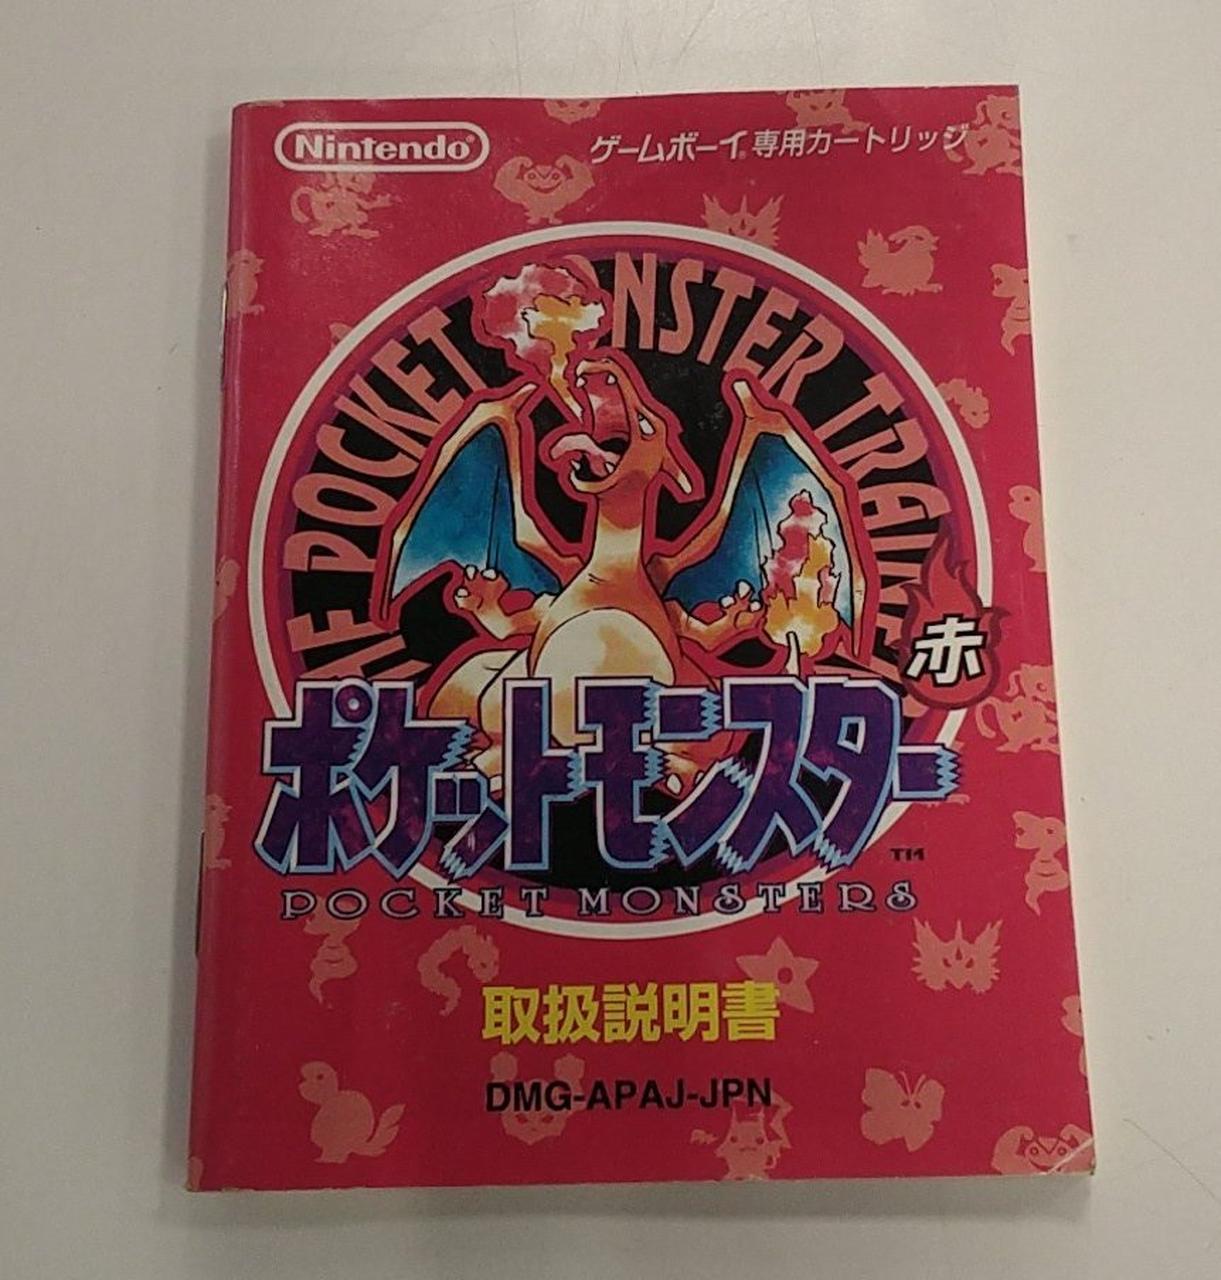 Nintendo®
ゲームボーイ®専用カートリッジ
THE POCKET MONSTER TRAINER
赤
ポケットモンスター
TM
POCKET MONSTERS
取扱説明書
DMG-APAJ-JPN